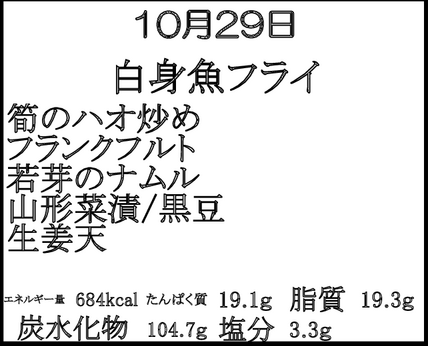 10月29日
白身魚フライ
筍のハオ炒め
フランクフルト
若芽のナムル
山形菜漬/黒豆
生姜天
エネルギー量 684kcal たんぱく質 19.1g 脂質 19.3g
炭水化物 104.7g 塩分 3.3g